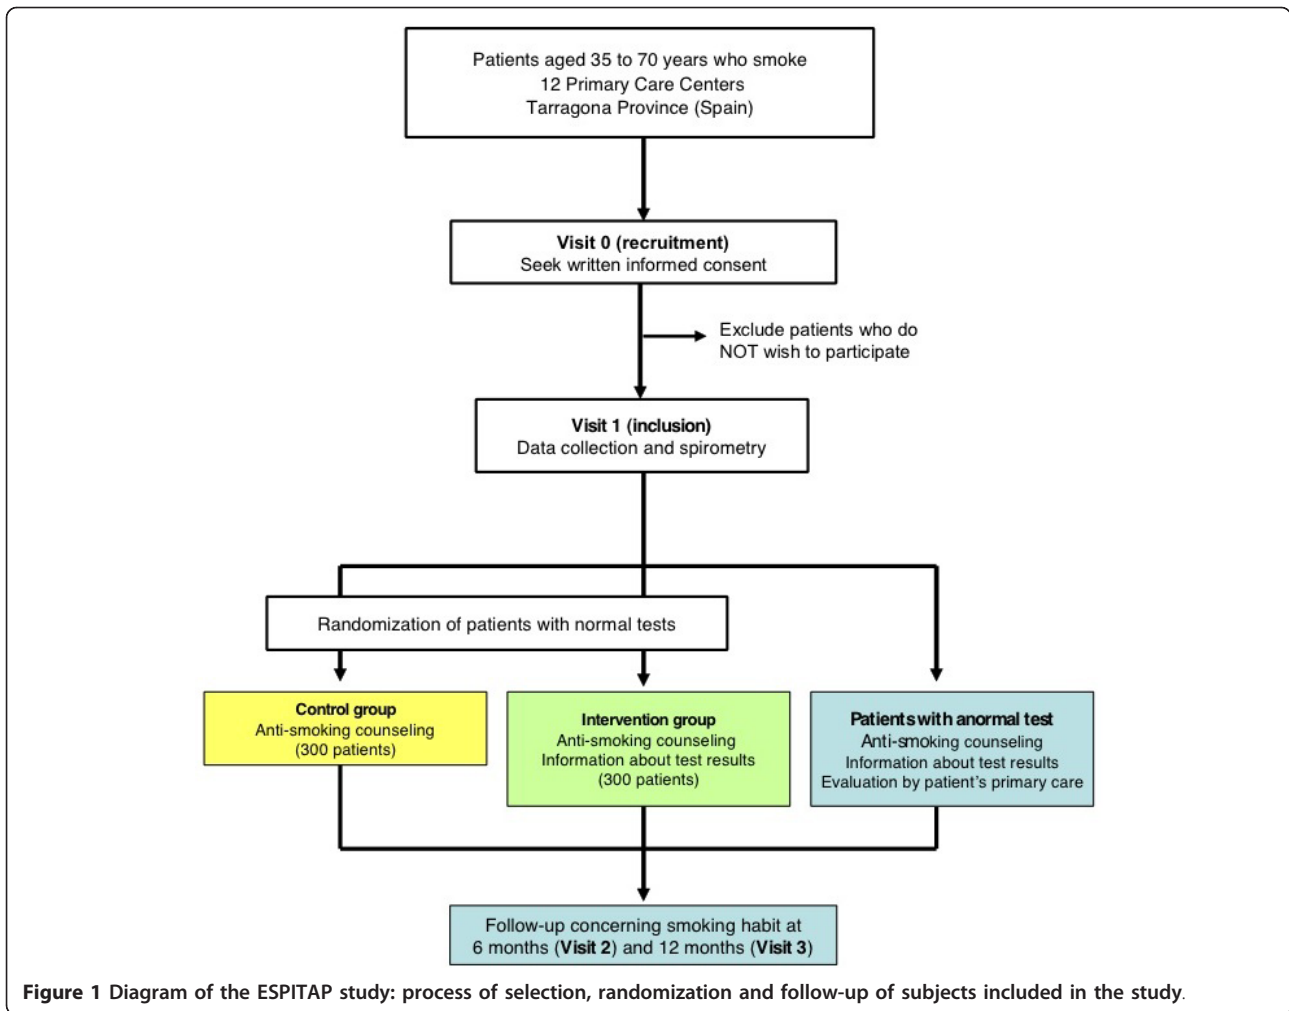 Patients aged 35 to 70 years who smoke
12 Primary Care Centers
Tarragona Province (Spain)
Visit 0 (recruitment)
Seek written informed consent
Exclude patients who do
NOT wish to participate
Visit 1 (inclusion)
Data collection and spirometry
Randomization of patients with normal tests
Control group
Anti-smoking counseling
(300 patients)
Intervention group
Anti-smoking counseling
Information about test results
(300 patients)
Patients with anormal test
Anti-smoking counseling
Information about test results
Evaluation by patient's primary care
Follow-up concerning smoking habit at
6 months (Visit 2) and 12 months (Visit 3)
Figure 1 Diagram of the ESPITAP study: process of selection, randomization and follow-up of subjects included in the study.